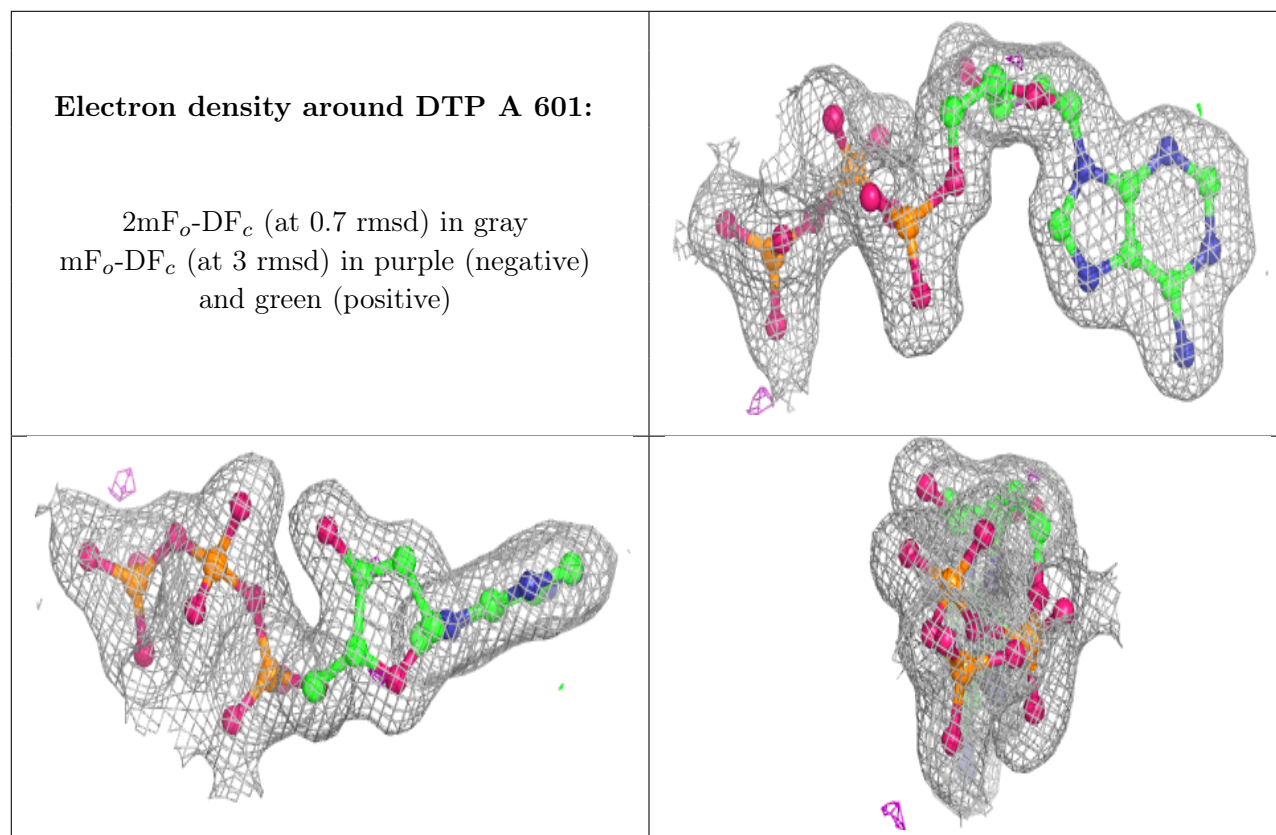 Electron density around DTP A 601:
2mFo-DFc (at 0.7 rmsd) in gray
mFo-DFc (at 3 rmsd) in purple (negative)
and green (positive)